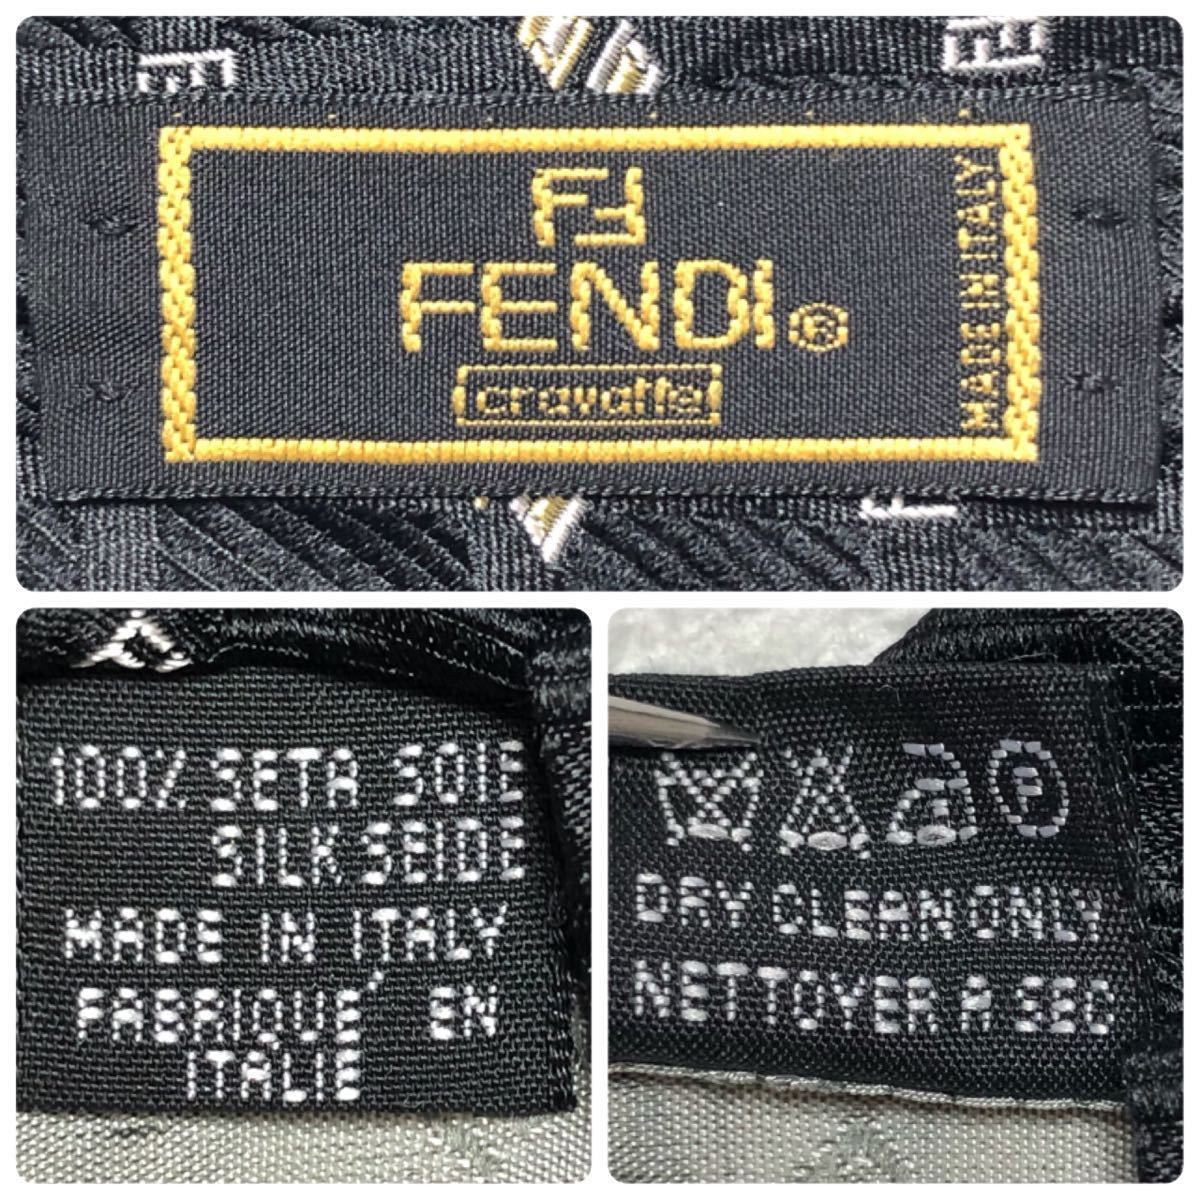 FF
FENDI®
cravatte
MADE IN ITALY
100% SETA SOIE
SILK SEIDE
MADE IN ITALY
FABRIQUÉ EN
ITALIE
F
DRY CLEAN ONLY
NETTOYER A SEC